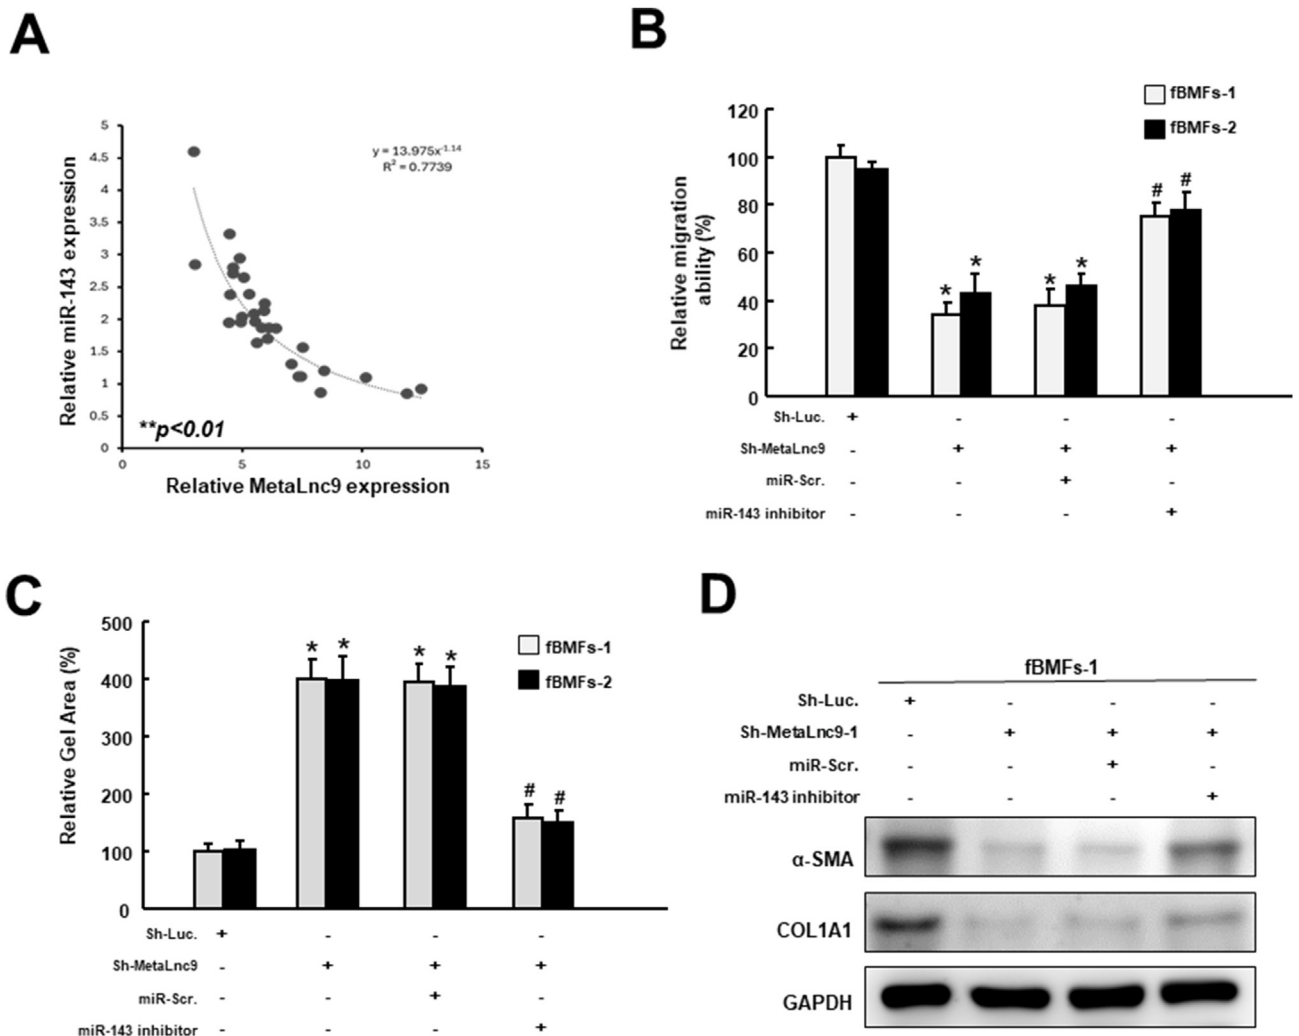 A
5
4.5
4
3.5
3
2.5
2
1.5
1
0.5
0
0 5 10 15
Relative miR-143 expression
Relative MetaLnc9 expression
y = 13.975x^-1.14
R² = 0.7739
**p<0.01
B
fBMFs-1
fBMFs-2
120
100
80
60
40
20
0
Relative migration
ability (%)
* * * * # #
Sh-Luc. + - - -
Sh-MetaLnc9 - + + +
miR-Scr. - - + -
miR-143 inhibitor - - - +
C
fBMFs-1
fBMFs-2
500
400
300
200
100
0
Relative Gel Area (%)
* * * * # #
Sh-Luc. + - - -
Sh-MetaLnc9 - + + +
miR-Scr. - - + -
miR-143 inhibitor - - - +
D
fBMFs-1
Sh-Luc. + - - -
Sh-MetaLnc9-1 - + + +
miR-Scr. - - + -
miR-143 inhibitor - - - +
α-SMA
COL1A1
GAPDH